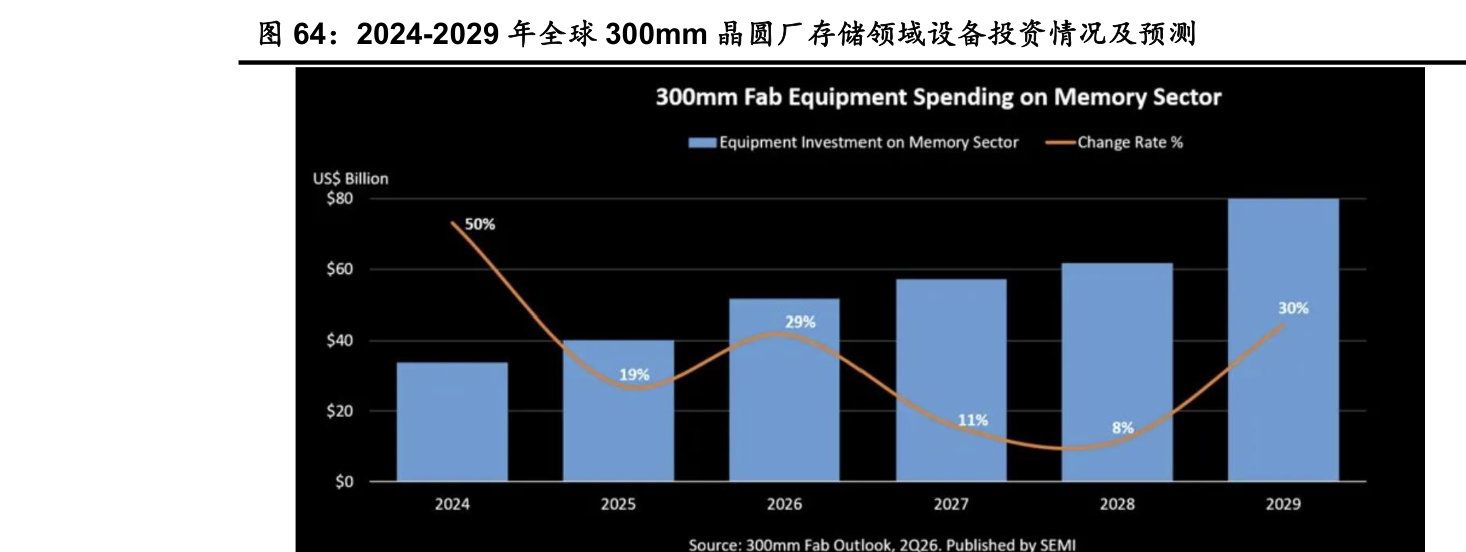 图 64：2024-2029 年全球 300mm 晶圆厂存储领域设备投资情况及预测
300mm Fab Equipment Spending on Memory Sector
Equipment Investment on Memory Sector Change Rate %
US$ Billion
$80
50%
$60
30%
29%
$40
19%
$20
11%
8%
$0
2024 2025 2026 2027 2028 2029
Source: 300mm Fab Outlook, 2Q26. Published by SEMI